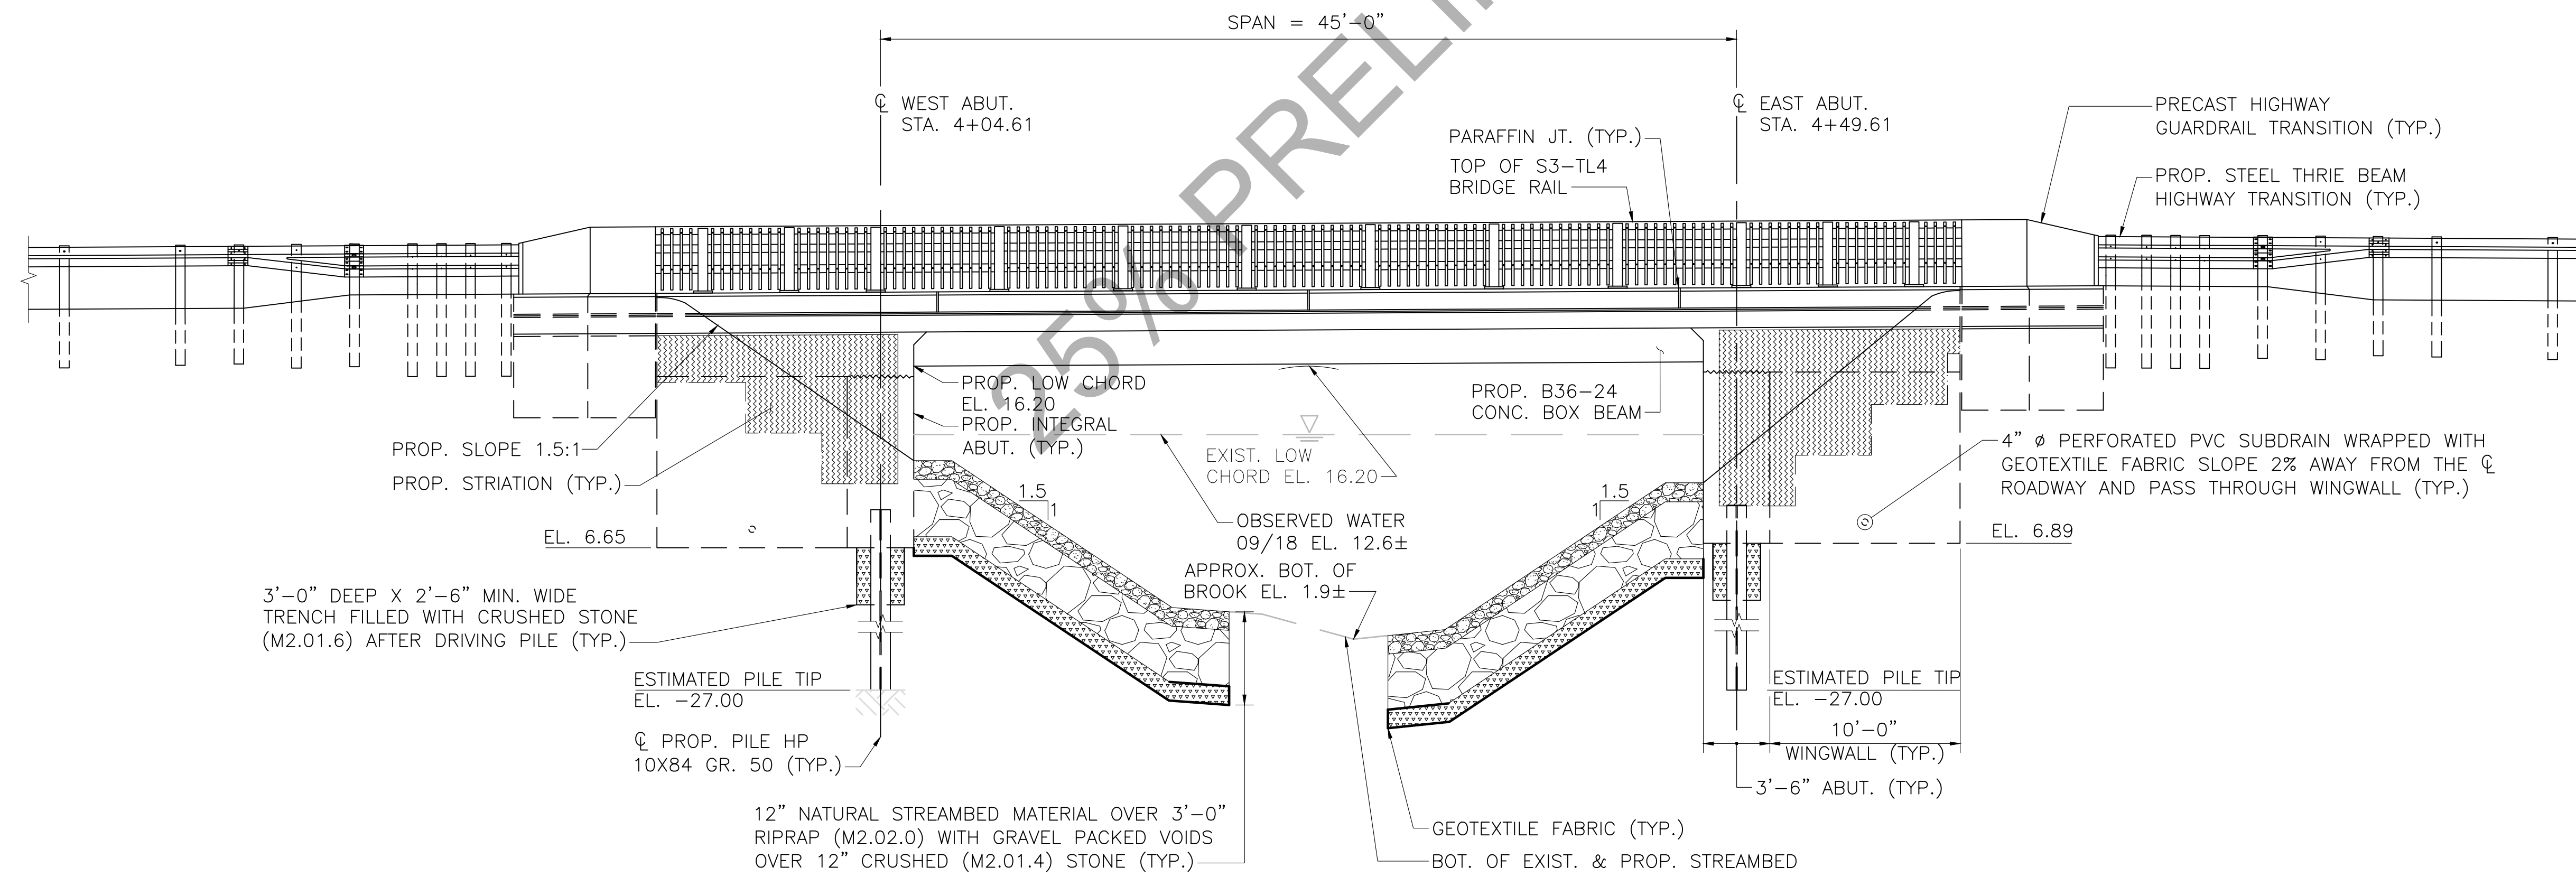 SPAN = 45'-0"
℄ WEST ABUT.
STA. 4+04.61
℄ EAST ABUT.
STA. 4+49.61
PRECAST HIGHWAY
GUARDRAIL TRANSITION (TYP.)
PARAFFIN JT. (TYP.)
TOP OF S3-TL4
BRIDGE RAIL
PROP. STEEL THRIE BEAM
HIGHWAY TRANSITION (TYP.)
25% PRELI
PROP. LOW CHORD
EL. 16.20
PROP. INTEGRAL
ABUT. (TYP.)
PROP. B36-24
CONC. BOX BEAM
PROP. SLOPE 1.5:1
PROP. STRIATION (TYP.)
EXIST. LOW
CHORD EL. 16.20
4" ø PERFORATED PVC SUBDRAIN WRAPPED WITH
GEOTEXTILE FABRIC SLOPE 2% AWAY FROM THE ℄
ROADWAY AND PASS THROUGH WINGWALL (TYP.)
1.5
1
1.5
1
OBSERVED WATER
09/18 EL. 12.6±
EL. 6.65
EL. 6.89
APPROX. BOT. OF
BROOK EL. 1.9±
3'-0" DEEP X 2'-6" MIN. WIDE
TRENCH FILLED WITH CRUSHED STONE
(M2.01.6) AFTER DRIVING PILE (TYP.)
ESTIMATED PILE TIP
EL. -27.00
ESTIMATED PILE TIP
EL. -27.00
10'-0"
WINGWALL (TYP.)
℄ PROP. PILE HP
10X84 GR. 50 (TYP.)
3'-6" ABUT. (TYP.)
12" NATURAL STREAMBED MATERIAL OVER 3'-0"
RIPRAP (M2.02.0) WITH GRAVEL PACKED VOIDS
OVER 12" CRUSHED (M2.01.4) STONE (TYP.)
GEOTEXTILE FABRIC (TYP.)
BOT. OF EXIST. & PROP. STREAMBED